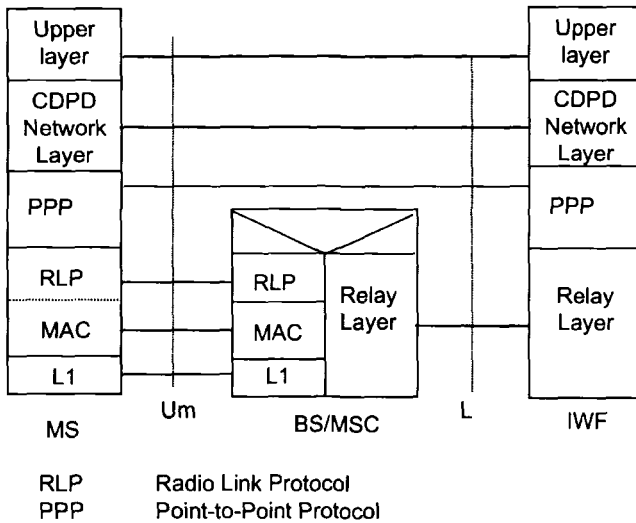 Upper
layer
Upper
layer
CDPD
Network
Layer
CDPD
Network
Layer
PPP
PPP
RLP
RLP
Relay
Layer
Relay
Layer
MAC
MAC
L1
L1
MS
Um
BS/MSC
L
IWF
RLP Radio Link Protocol
PPP Point-to-Point Protocol